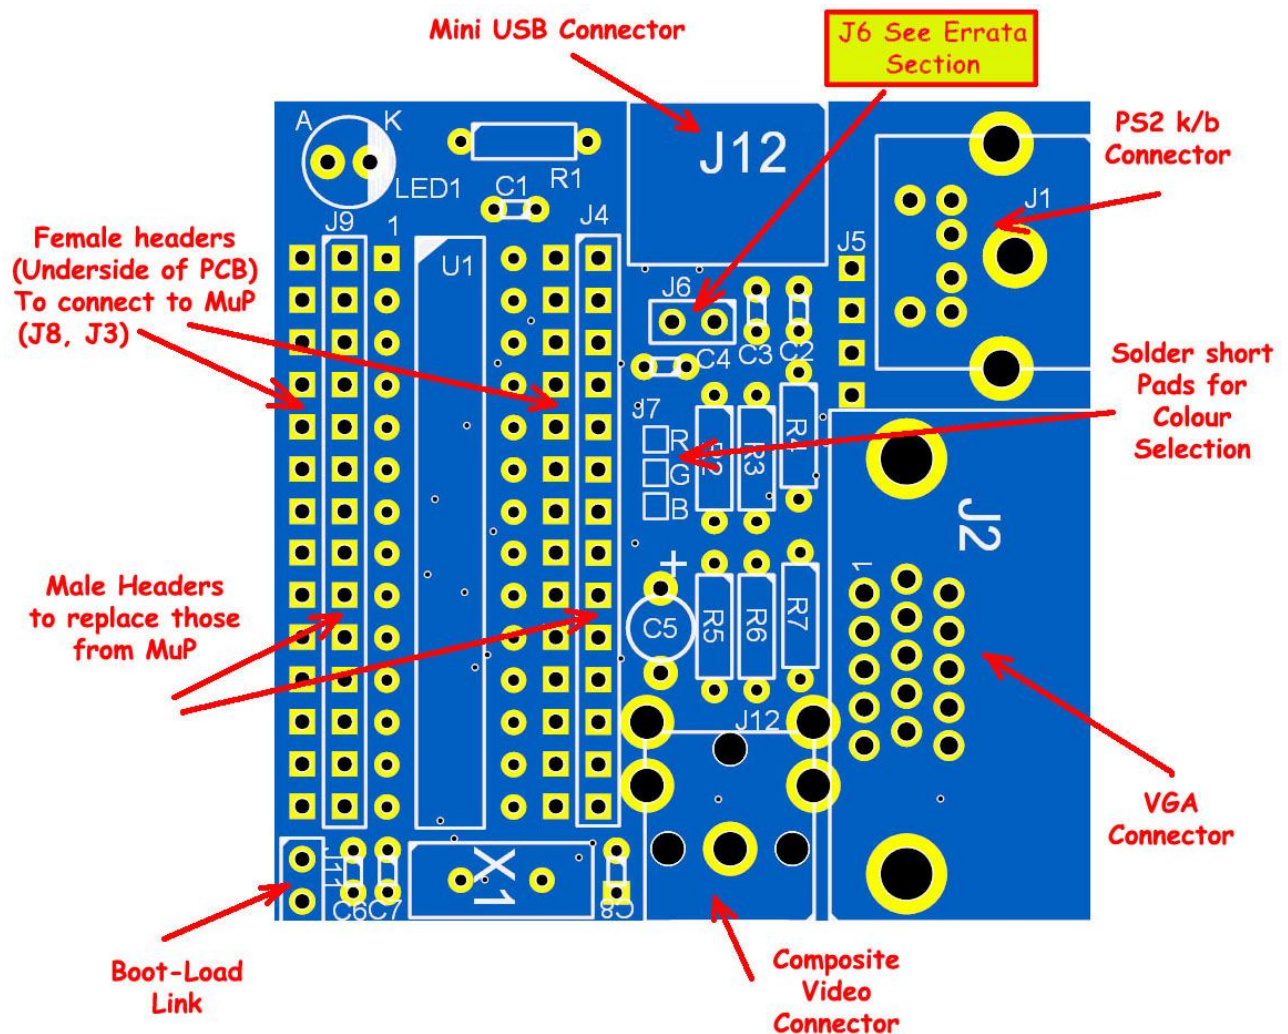 Mini USB Connector
J6 See Errata
Section
PS2 k/b
Connector
A
K
LED1
R1
C1
J12
J1
J9
1
J4
J5
Female headers
(Underside of PCB)
To connect to MuP
(J8, J3)
U1
J6
C4
C3
C2
Solder short
Pads for
Colour
Selection
J7
R
G
B
R2
R3
R4
J2
1
Male Headers
to replace those
from MuP
+
C5
R5
R6
R7
J12
VGA
Connector
J11
C6
C7
X1
C8
Boot-Load
Link
Composite
Video
Connector